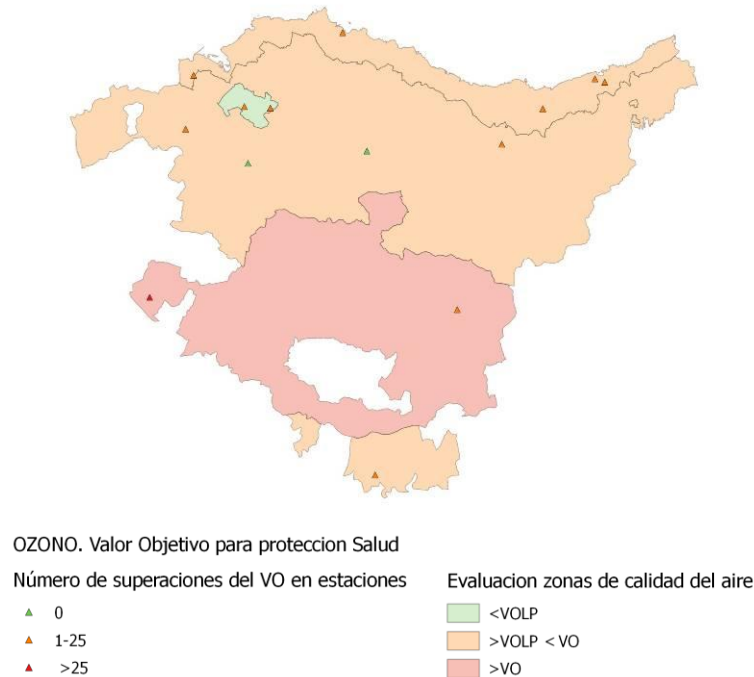 OZONO. Valor Objetivo para proteccion Salud
Número de superaciones del VO en estaciones
0
1-25
>25
Evaluacion zonas de calidad del aire
<VOLP
>VOLP < VO
>VO